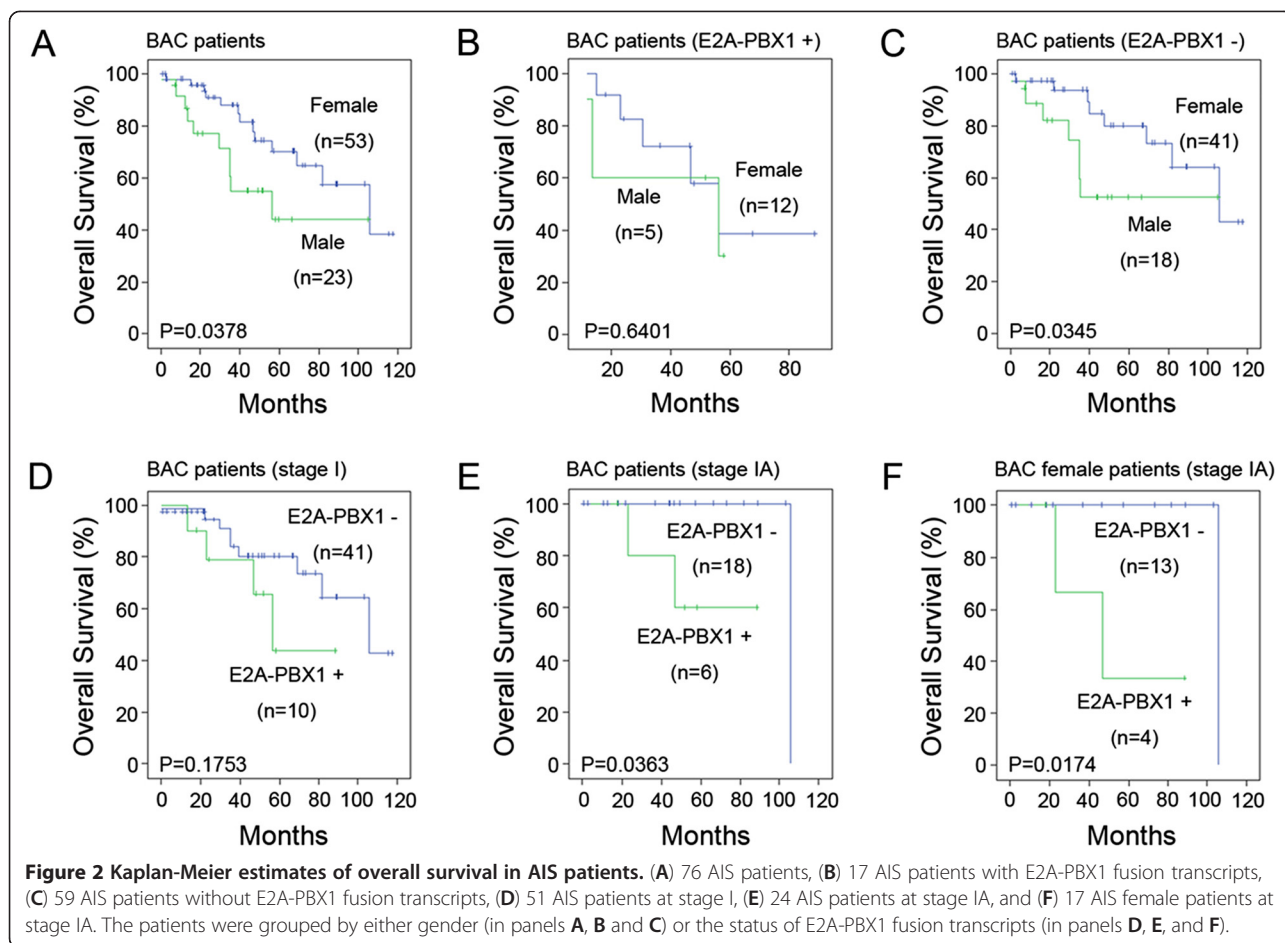 A
BAC patients
Overall Survival (%)
100
80
60
40
20
0
Female
(n=53)
Male
(n=23)
P=0.0378
0 20 40 60 80 100 120
Months
B
BAC patients (E2A-PBX1 +)
Overall Survival (%)
100
80
60
40
20
0
Female
(n=12)
Male
(n=5)
P=0.6401
20 40 60 80
Months
C
BAC patients (E2A-PBX1 -)
Overall Survival (%)
100
80
60
40
20
0
Female
(n=41)
Male
(n=18)
P=0.0345
0 20 40 60 80 100 120
Months
D
BAC patients (stage I)
Overall Survival (%)
100
80
60
40
20
0
E2A-PBX1 -
(n=41)
E2A-PBX1 +
(n=10)
P=0.1753
0 20 40 60 80 100 120
Months
E
BAC patients (stage IA)
Overall Survival (%)
100
80
60
40
20
0
E2A-PBX1 -
(n=18)
E2A-PBX1 +
(n=6)
P=0.0363
0 20 40 60 80 100 120
Months
F
BAC female patients (stage IA)
Overall Survival (%)
100
80
60
40
20
0
E2A-PBX1 -
(n=13)
E2A-PBX1 +
(n=4)
P=0.0174
0 20 40 60 80 100 120
Months
Figure 2 Kaplan-Meier estimates of overall survival in AIS patients. (A) 76 AIS patients, (B) 17 AIS patients with E2A-PBX1 fusion transcripts,
(C) 59 AIS patients without E2A-PBX1 fusion transcripts, (D) 51 AIS patients at stage I, (E) 24 AIS patients at stage IA, and (F) 17 AIS female patients at
stage IA. The patients were grouped by either gender (in panels A, B and C) or the status of E2A-PBX1 fusion transcripts (in panels D, E, and F).